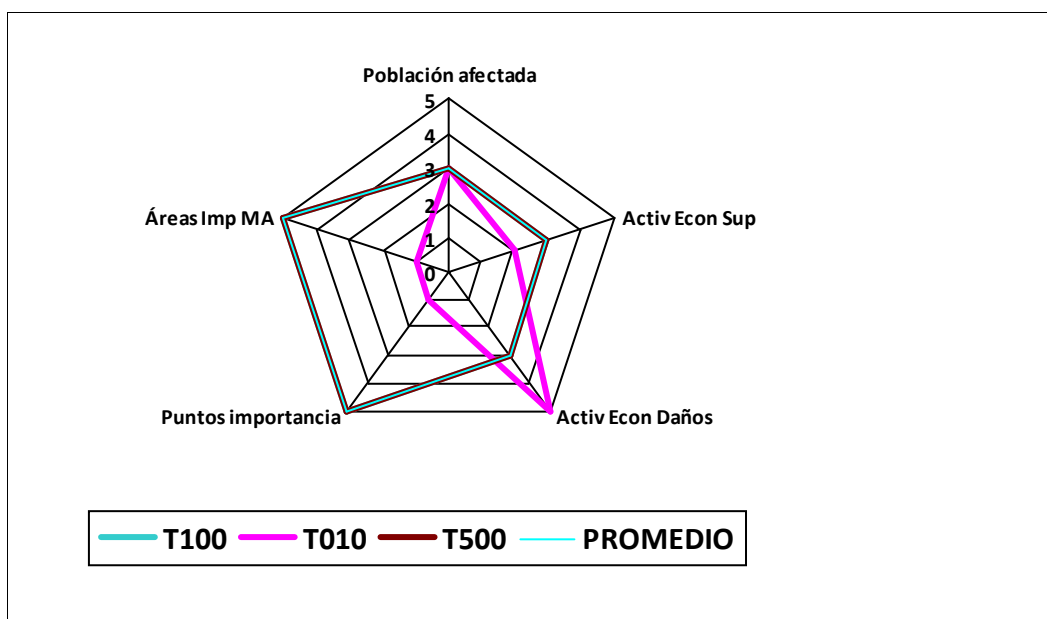 Población afectada
5
4
3
2
1
0
Áreas Imp MA
Activ Econ Sup
Puntos importancia
Activ Econ Daños
T100 T010 T500 PROMEDIO